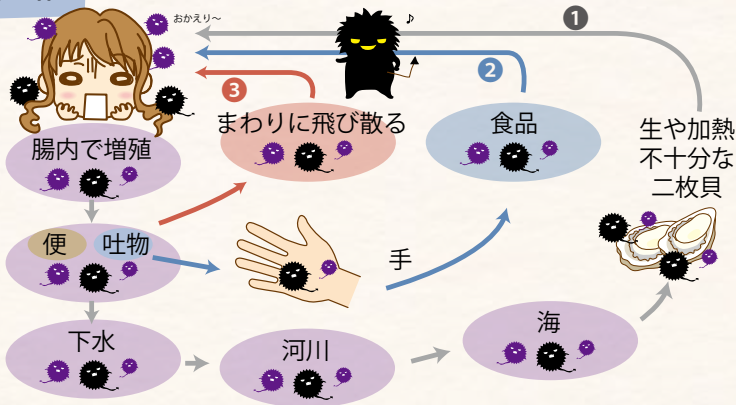 おかえり～
♪
❶
❷
❸
まわりに飛び散る
食品
生や加熱
不十分な
二枚貝
腸内で増殖
便
吐物
手
下水
河川
海